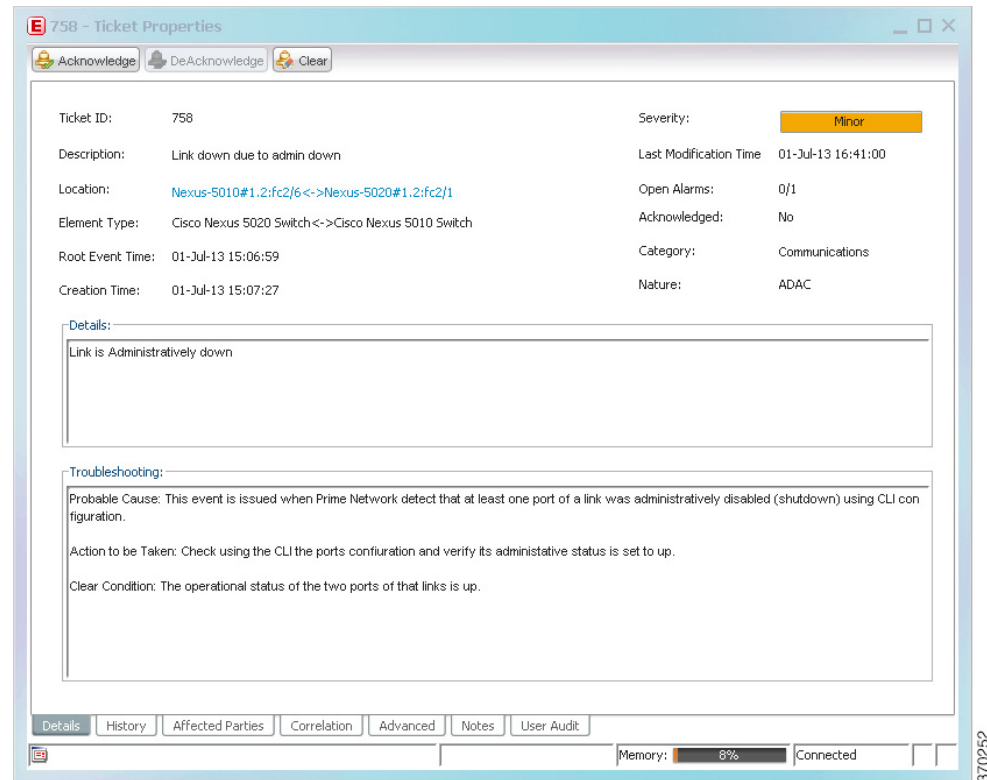 E 758 - Ticket Properties
Acknowledge DeAcknowledge Clear
Ticket ID: 758
Severity: Minor
Description: Link down due to admin down
Last Modification Time 01-Jul-13 16:41:00
Location: Nexus-5010#1.2:fc2/6<->Nexus-5020#1.2:fc2/1
Open Alarms: 0/1
Element Type: Cisco Nexus 5020 Switch<->Cisco Nexus 5010 Switch
Acknowledged: No
Root Event Time: 01-Jul-13 15:06:59
Category: Communications
Creation Time: 01-Jul-13 15:07:27
Nature: ADAC
Details:
Link is Administratively down
Troubleshooting:
Probable Cause: This event is issued when Prime Network detect that at least one port of a link was administratively disabled (shutdown) using CLI con
figuration.
Action to be Taken: Check using the CLI the ports confiuration and verify its administative status is set to up.
Clear Condition: The operational status of the two ports of that links is up.
Details History Affected Parties Correlation Advanced Notes User Audit
Memory: 8% Connected
370252